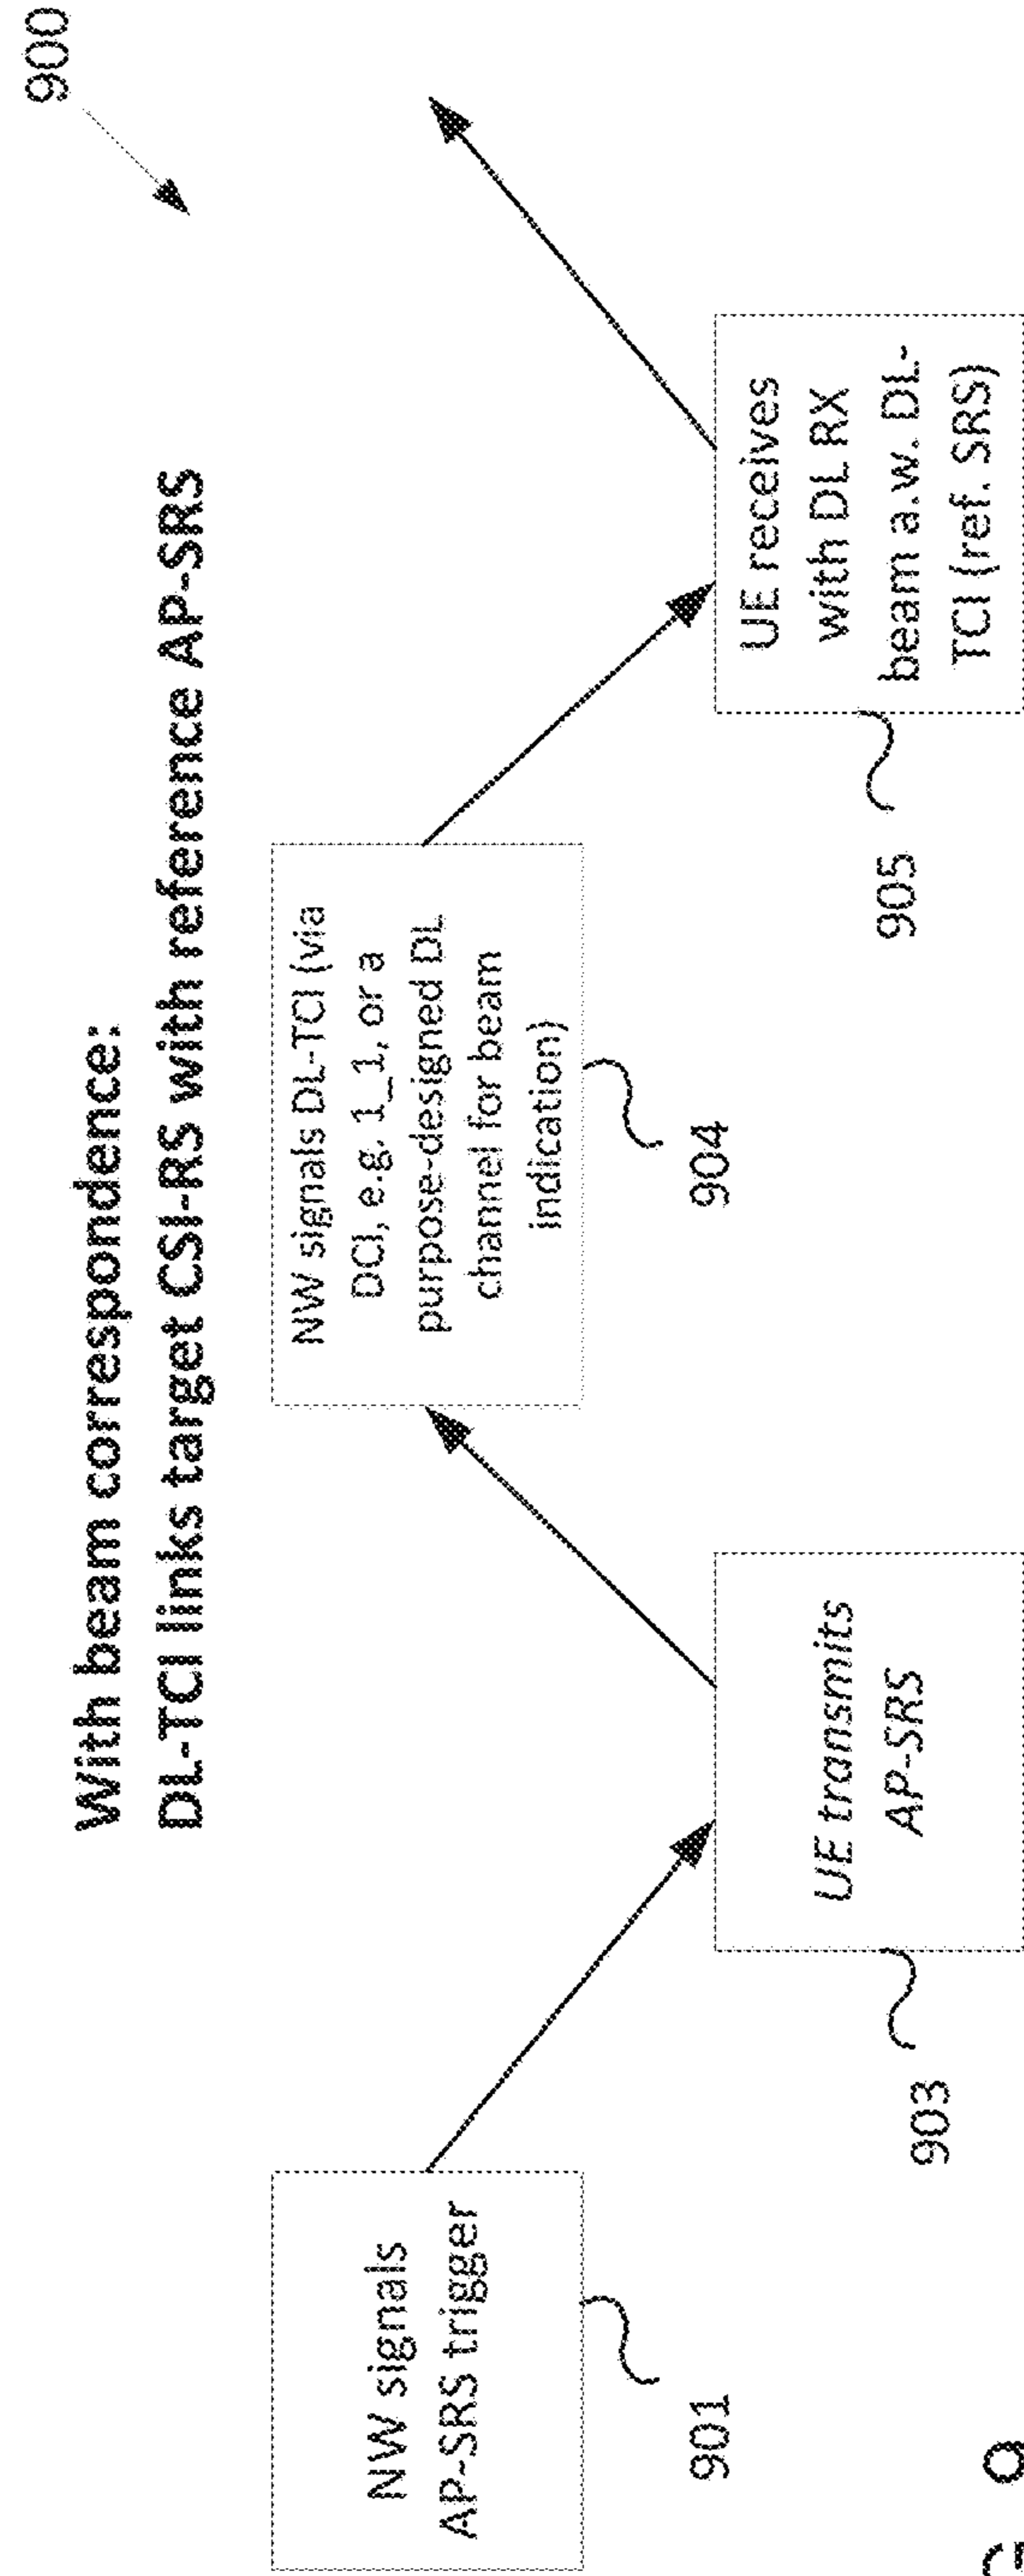 900
With beam correspondence:
DL-TCI links target CSI-RS with reference AP-SRS
NW signals
AP-SRS trigger
901
UE transmits
AP-SRS
903
NW signals DL-TCI (via
DCI, e.g. 1_1, or a
purpose-designed DL
channel for beam
indication)
904
UE receives
with DL RX
beam a.w. DL-
TCI (ref. SRS)
905
G. 9